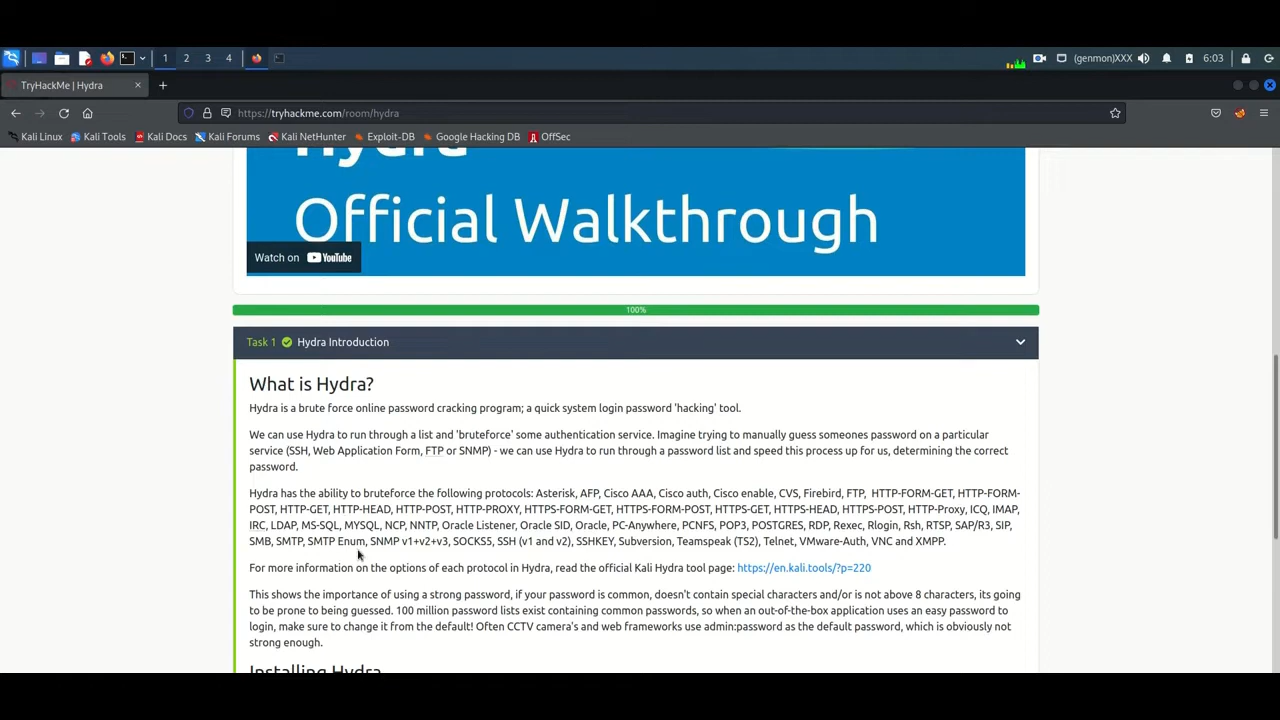 1 2 3 4 (genmon)XXX 6:03
TryHackMe | Hydra
https://tryhackme.com/room/hydra
Kali Linux Kali Tools Kali Docs Kali Forums Kali NetHunter Exploit-DB Google Hacking DB OffSec
Hydra
Official Walkthrough
Watch on YouTube
100%
Task 1 Hydra Introduction
What is Hydra?
Hydra is a brute force online password cracking program; a quick system login password 'hacking' tool.
We can use Hydra to run through a list and 'bruteforce' some authentication service. Imagine trying to manually guess someones password on a particular
service (SSH, Web Application Form, FTP or SNMP) - we can use Hydra to run through a password list and speed this process up for us, determining the correct
password.
Hydra has the ability to bruteforce the following protocols: Asterisk, AFP, Cisco AAA, Cisco auth, Cisco enable, CVS, Firebird, FTP, HTTP-FORM-GET, HTTP-FORM-
POST, HTTP-GET, HTTP-HEAD, HTTP-POST, HTTP-PROXY, HTTPS-FORM-GET, HTTPS-FORM-POST, HTTPS-GET, HTTPS-HEAD, HTTPS-POST, HTTP-Proxy, ICQ, IMAP,
IRC, LDAP, MS-SQL, MYSQL, NCP, NNTP, Oracle Listener, Oracle SID, Oracle, PC-Anywhere, PCNFS, POP3, POSTGRES, RDP, Rexec, Rlogin, Rsh, RTSP, SAP/R3, SIP,
SMB, SMTP, SMTP Enum, SNMP v1+v2+v3, SOCKS5, SSH (v1 and v2), SSHKEY, Subversion, Teamspeak (TS2), Telnet, VMware-Auth, VNC and XMPP.
For more information on the options of each protocol in Hydra, read the official Kali Hydra tool page: https://en.kali.tools/?p=220
This shows the importance of using a strong password, if your password is common, doesn't contain special characters and/or is not above 8 characters, its going
to be prone to being guessed. 100 million password lists exist containing common passwords, so when an out-of-the-box application uses an easy password to
login, make sure to change it from the default! Often CCTV camera's and web frameworks use admin:password as the default password, which is obviously not
strong enough.
Installing Hydra